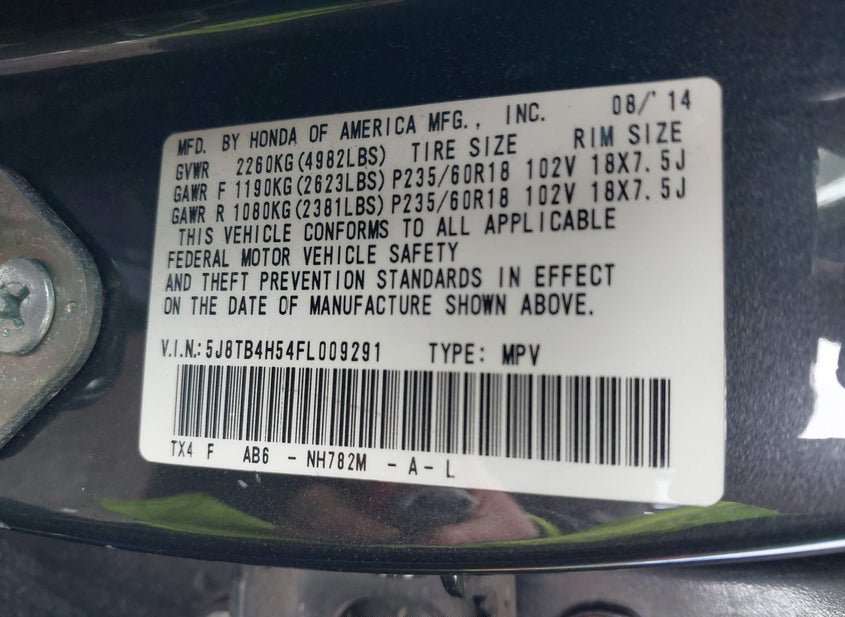 MFD. BY HONDA OF AMERICA MFG., INC. 08/'14
GVWR 2260KG(4982LBS) TIRE SIZE RIM SIZE
GAWR F 1190KG(2623LBS) P235/60R18 102V 18X7.5J
GAWR R 1080KG(2381LBS) P235/60R18 102V 18X7.5J
THIS VEHICLE CONFORMS TO ALL APPLICABLE
FEDERAL MOTOR VEHICLE SAFETY
AND THEFT PREVENTION STANDARDS IN EFFECT
ON THE DATE OF MANUFACTURE SHOWN ABOVE.
V.I.N.: 5J8TB4H54FL009291 TYPE: MPV
TX4 F AB6 - NH782M - A - L